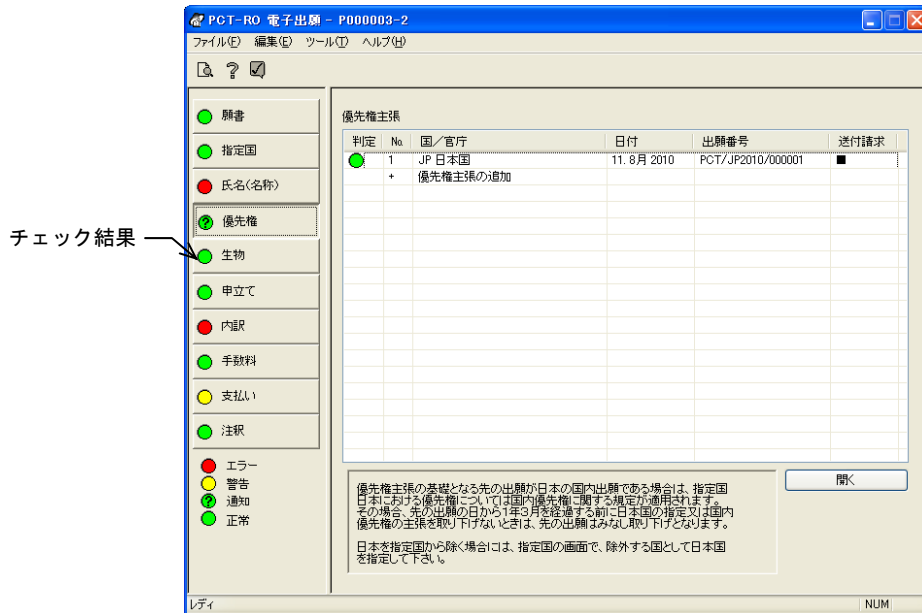 PCT-RO 電子出願 - P000003-2
ファイル(F) 編集(E) ツール(T) ヘルプ(H)
願書
指定国
氏名(名称)
優先権
生物
申立て
内訳
手数料
支払い
注釈
エラー
警告
通知
正常
チェック結果
優先権主張
判定 No. 国/官庁 日付 出願番号 送付請求
1 JP 日本国 11. 8月 2010 PCT/JP2010/000001 ■
+ 優先権主張の追加
優先権主張の基礎となる先の出願が日本の国内出願である場合は、指定国
日本における優先権については国内優先権に関する規定が適用されます。
その場合、先の出願の日から1年3月を経過する前に日本国の指定又は国内
優先権の主張を取り下げないときは、先の出願はみなし取り下げとなります。
日本を指定国から除く場合には、指定国の画面で、除外する国として日本国
を指定して下さい。
開く
レディ
NUM